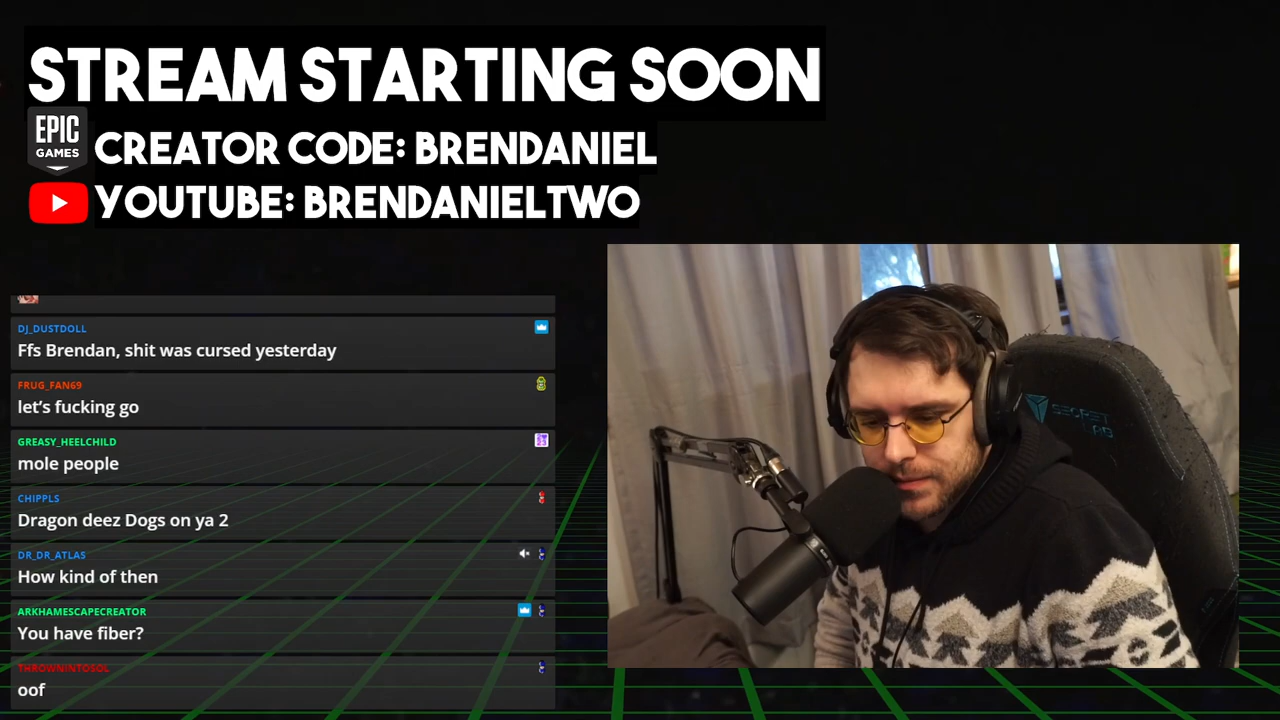 STREAM STARTING SOON
EPIC
GAMES
CREATOR CODE: BRENDANIEL
YOUTUBE: BRENDANIELTWO
DJ_DUSTDOLL
Ffs Brendan, shit was cursed yesterday
FRUG_FAN69
let's fucking go
GREASY_HEELCHILD
mole people
CHIPPLS
Dragon deez Dogs on ya 2
DR_DR_ATLAS
How kind of then
ARKHAMESCAPECREATOR
You have fiber?
THROWNINTOSOL
oof
SECRET
LAB